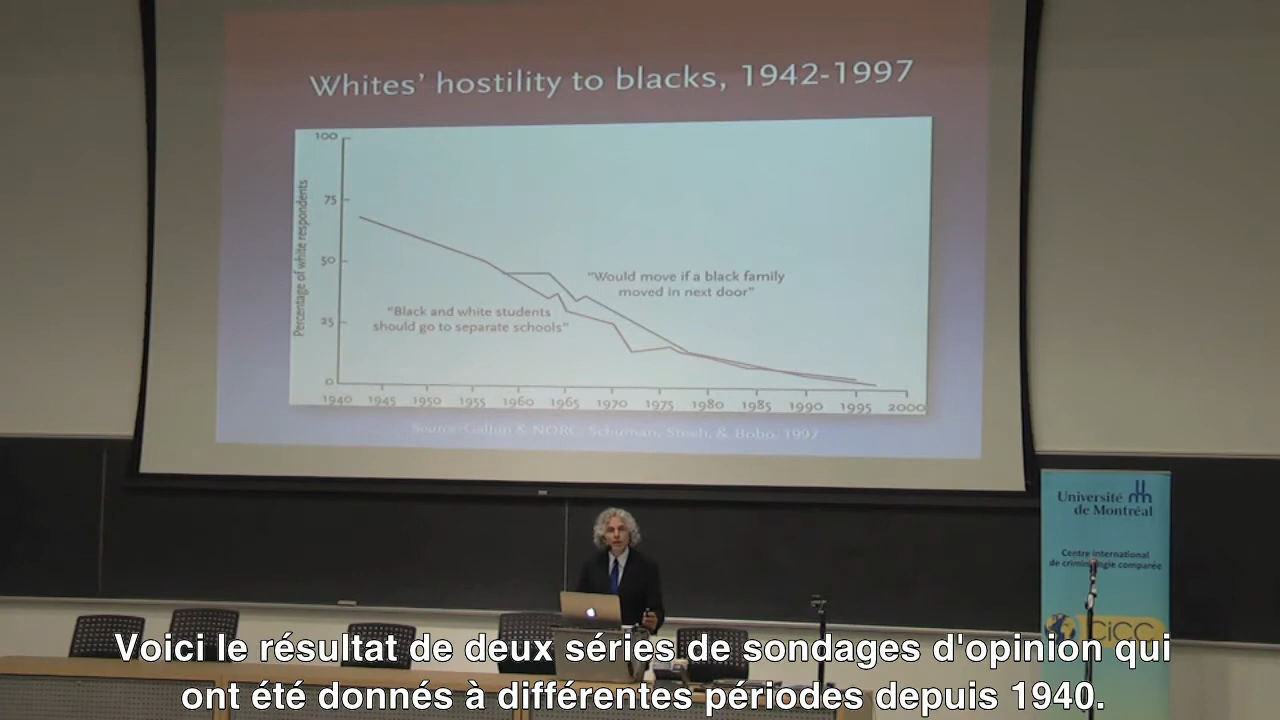 Whites' hostility to blacks, 1942-1997
100
75
50
25
0
Percentage of white respondents
"Would move if a black family
moved in next door"
"Black and white students
should go to separate schools"
1940 1945 1950 1955 1960 1965 1970 1975 1980 1985 1990 1995 2000
Source: Gallup & NORC, Schuman, Steeh, & Bobo, 1997
Université
de Montréal
Centre international
de criminologie comparée
CiCC
Voici le résultat de deux séries de sondages d'opinion qui
ont été donnés à différentes périodes depuis 1940.